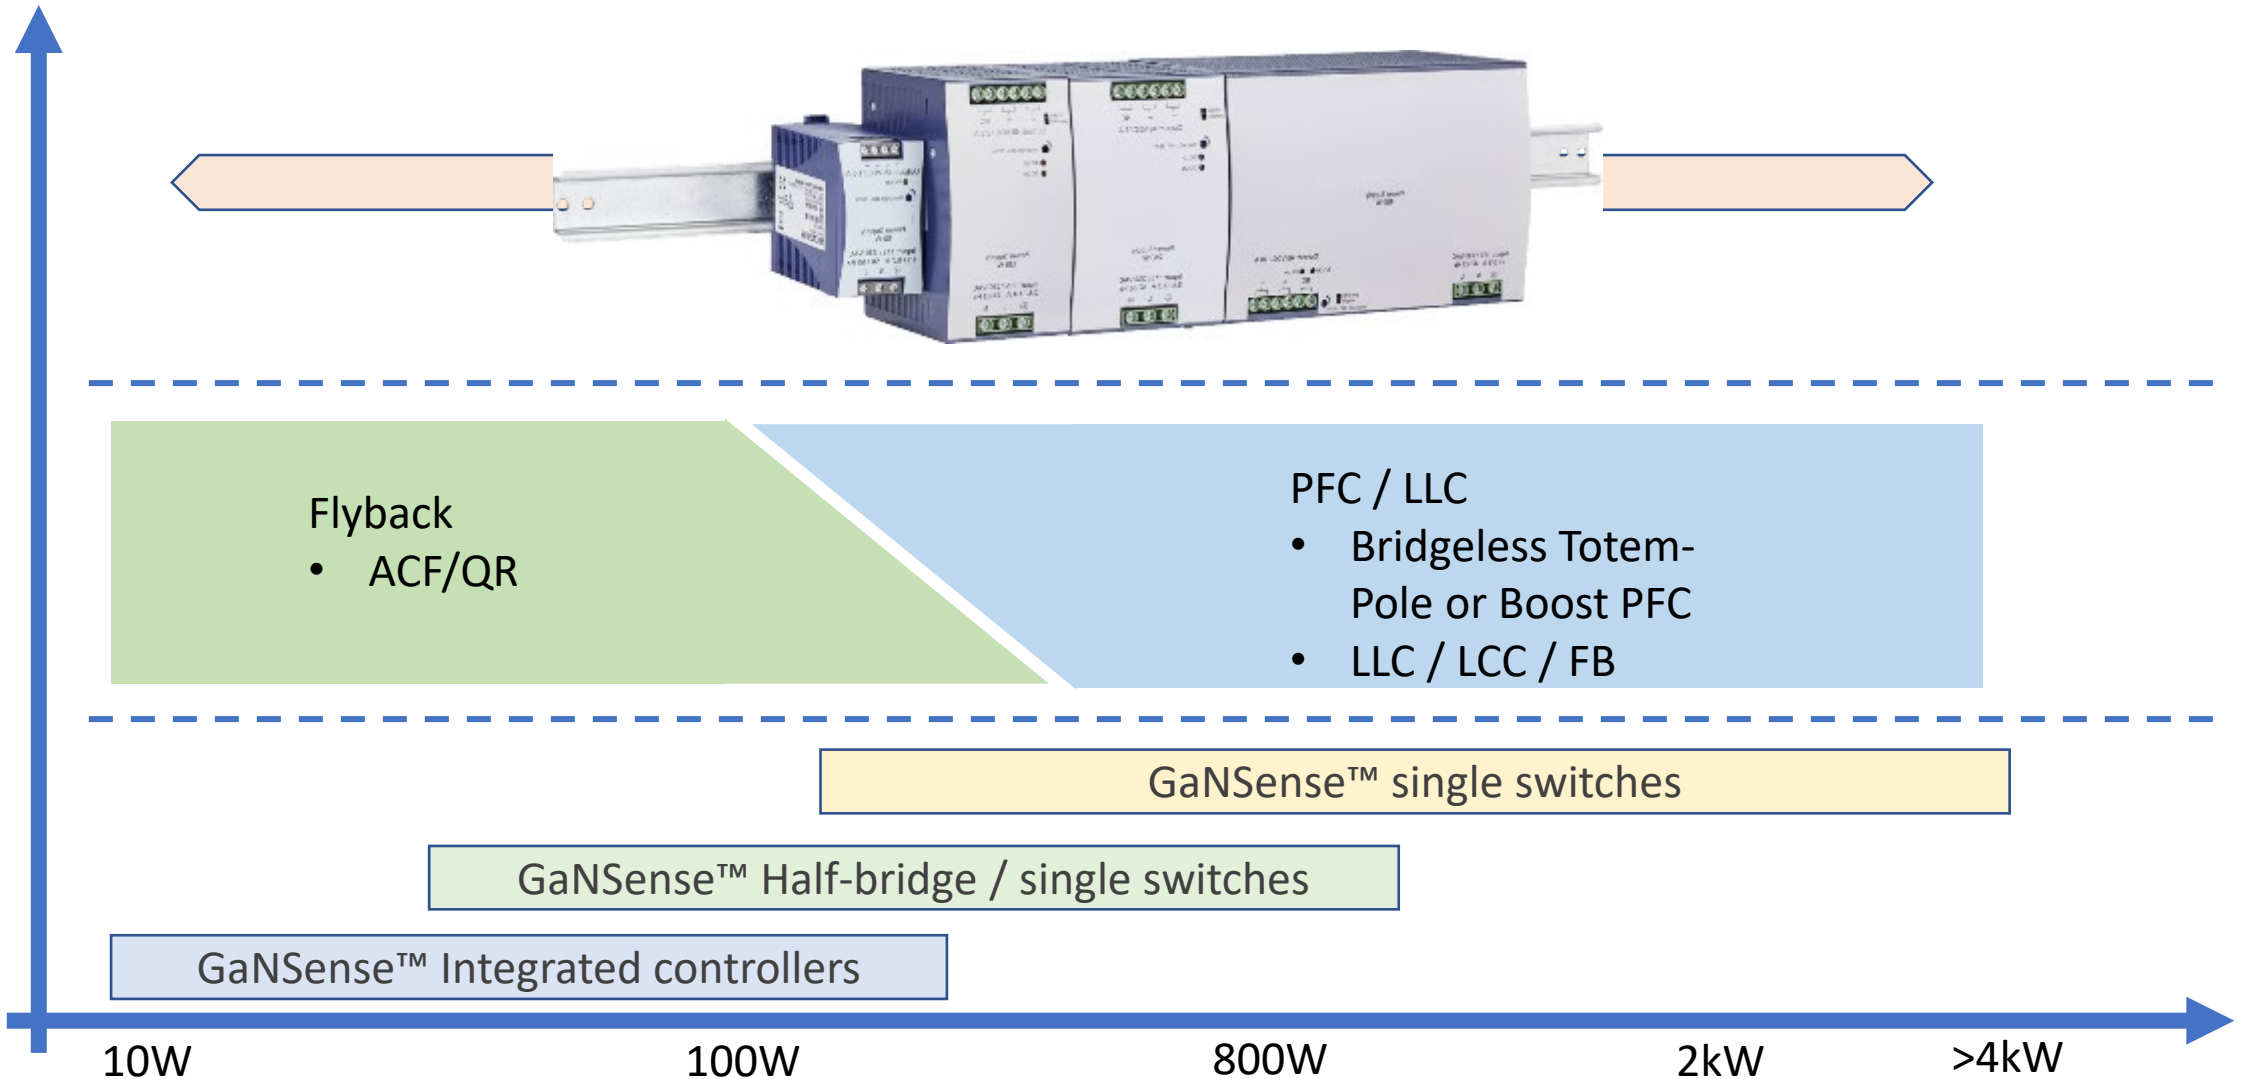 Flyback
• ACF/QR
PFC / LLC
• Bridgeless Totem-
Pole or Boost PFC
• LLC / LCC / FB
GaNSense™ single switches
GaNSense™ Half-bridge / single switches
GaNSense™ Integrated controllers
10W
100W
800W
2kW
>4kW